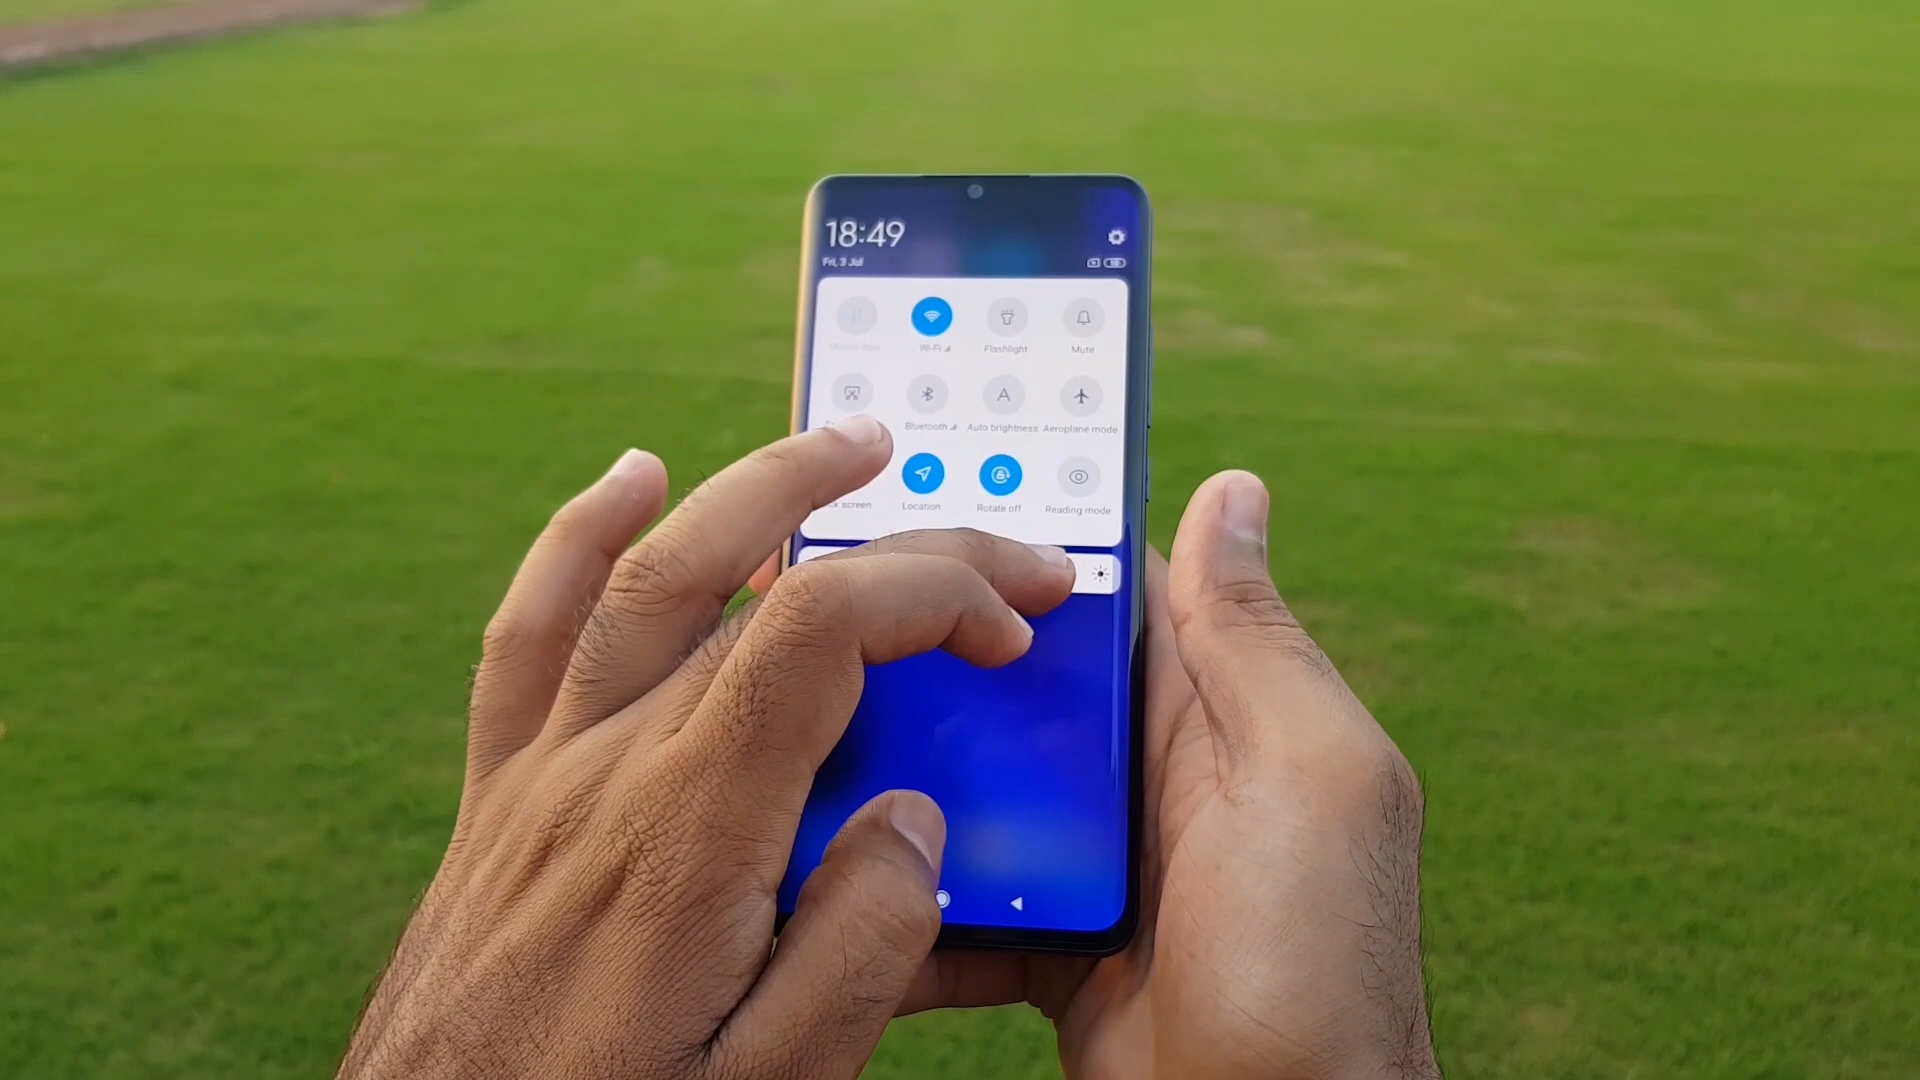 18:49
Fri, 3 Jul
Wi-Fi
Flashlight
Mute
Bluetooth
Auto brightness
Aeroplane mode
screen
Location
Rotate off
Reading mode